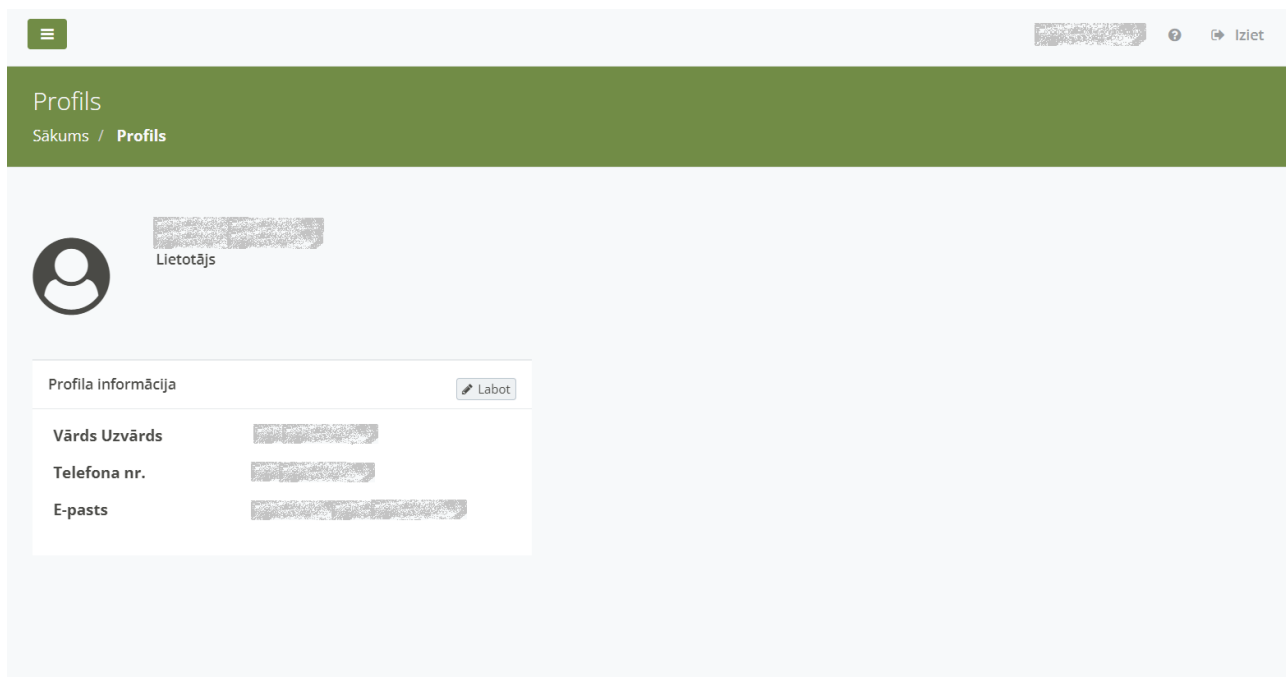 Iziet
Profils
Sākums / Profils
Lietotājs
Profila informācija
Labot
Vārds Uzvārds
Telefona nr.
E-pasts